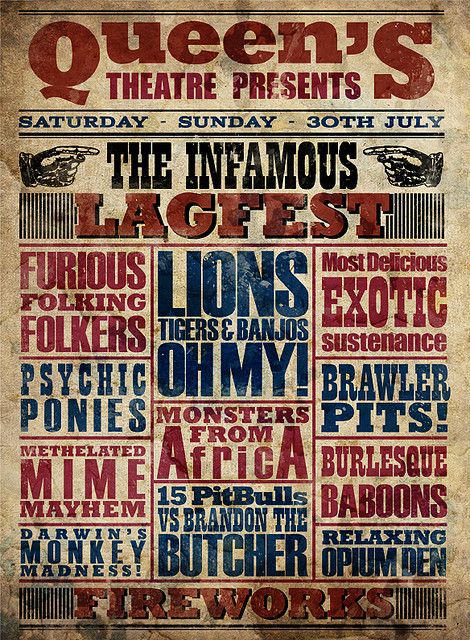 Queen's
THEATRE PRESENTS
SATURDAY - SUNDAY - 30TH JULY
THE INFAMOUS
LAGFEST
FURIOUS
FOLKING
FOLKERS
PSYCHIC
PONIES
METHELATED
MIME
MAYHEM
DARWIN'S
MONKEY
MADNESS!
LIONS
TIGERS & BANJOS
OH MY!
MONSTERS
FROM
AfricA
15 PitBulls
VS BRANDON THE
BUTCHER
Most Delicious
EXOTIC
sustenance
BRAWLER
PITS!
BURLESQUE
BABOONS
RELAXING
OPIUM DEN
FIREWORKS